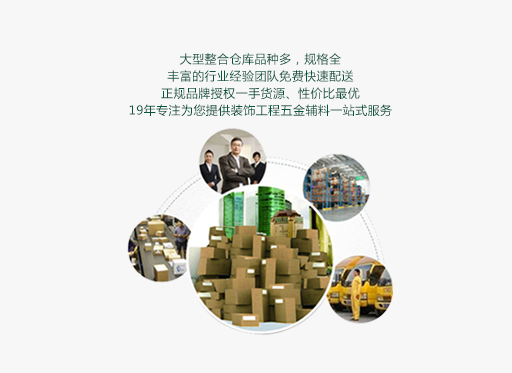 大型整合仓库品种多，规格全
丰富的行业经验团队免费快速配送
正规品牌授权一手货源、性价比最优
19年专注为您提供装饰工程五金辅料一站式服务